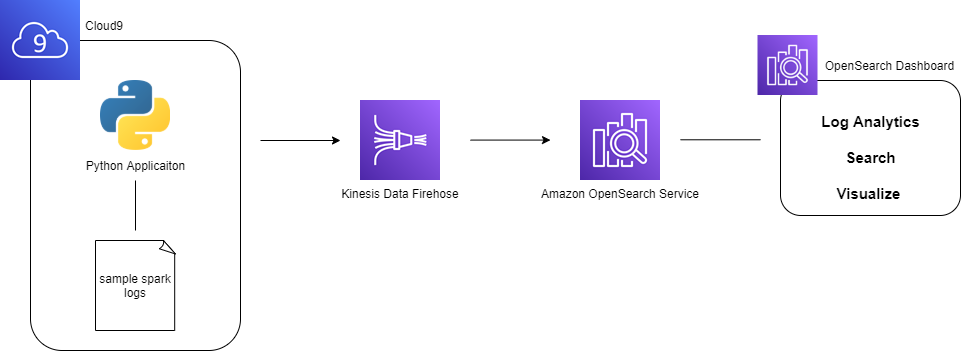 Cloud9
9
Python Applicaiton
sample spark
logs
Kinesis Data Firehose
Amazon OpenSearch Service
OpenSearch Dashboard
Log Analytics
Search
Visualize